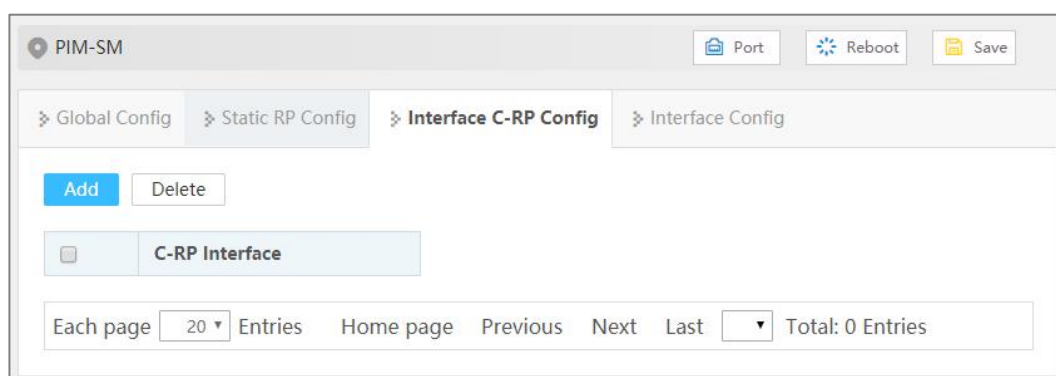 PIM-SM Port Reboot Save
Global Config Static RP Config Interface C-RP Config Interface Config
Add Delete
C-RP Interface
Each page 20 Entries Home page Previous Next Last Total: 0 Entries